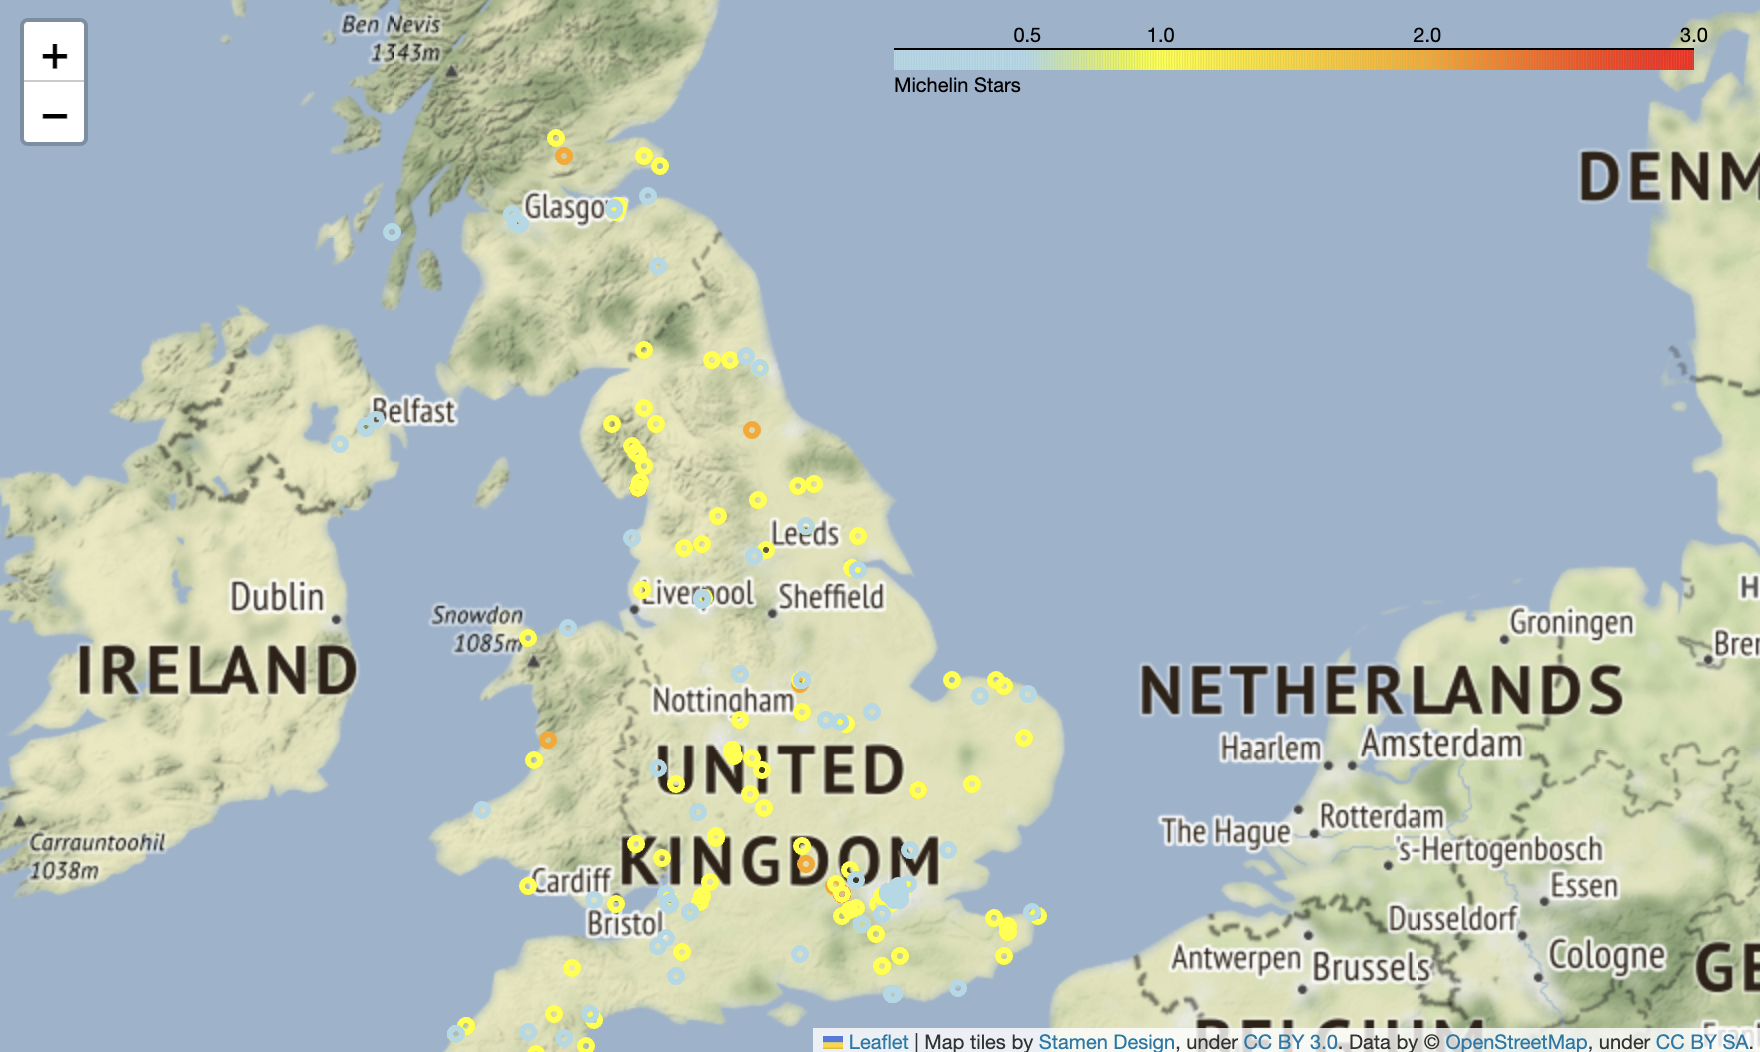 +
−
Ben Nevis
1343m
0.5 1.0 2.0 3.0
Michelin Stars
DENM
Glasgo
Belfast
Leeds
Dublin
Liverpool
Sheffield
Snowdon
1085m
IRELAND
Groningen
H
Brer
NETHERLANDS
Nottingham
Haarlem
Amsterdam
UNITED
KINGDOM
The Hague
Rotterdam
's-Hertogenbosch
Carrauntoohil
1038m
Cardiff
Essen
Bristol
Dusseldorf
Antwerpen
Brussels
Cologne
GE
BELGIUM
Leaflet | Map tiles by Stamen Design, under CC BY 3.0. Data by © OpenStreetMap, under CC BY SA.